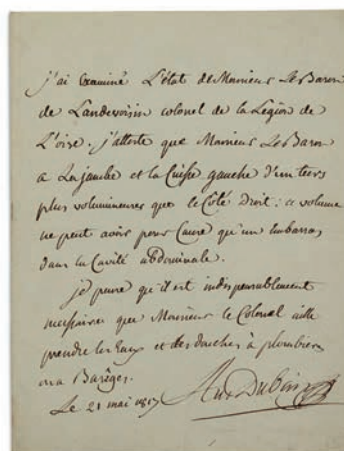 j'ai Examiné L'état de Monsieur Le Baron
de Landevoisin colonel de la Légion de
L'oise. j'atteste que Monsieur Le Baron
a La jambe et la Cuisse gauche d'un tiers
plus volumineuses que le Côté Droit : ce volume
ne peut avoir pour Cause qu'un Embarras
dans la Cavité abdominale.
je pense qu'il est indispensablement
nécessaire que Monsieur le Colonel aille
prendre les Eaux et des douches à plombières
ou a Barèges.
Le 21 mai 1817 Ant Dubois